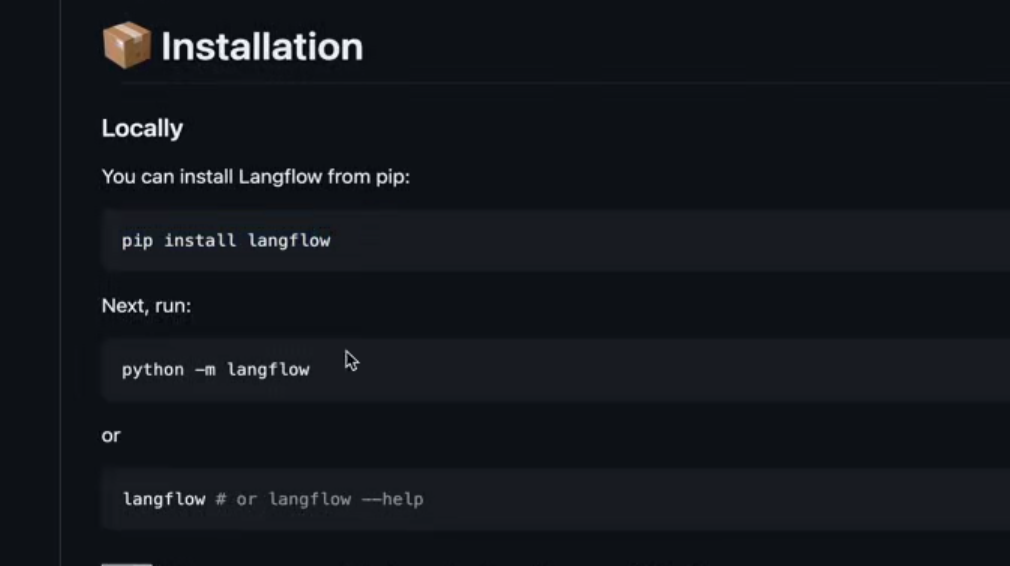 Installation
Locally
You can install Langflow from pip:
pip install langflow
Next, run:
python -m langflow
or
langflow # or langflow --help